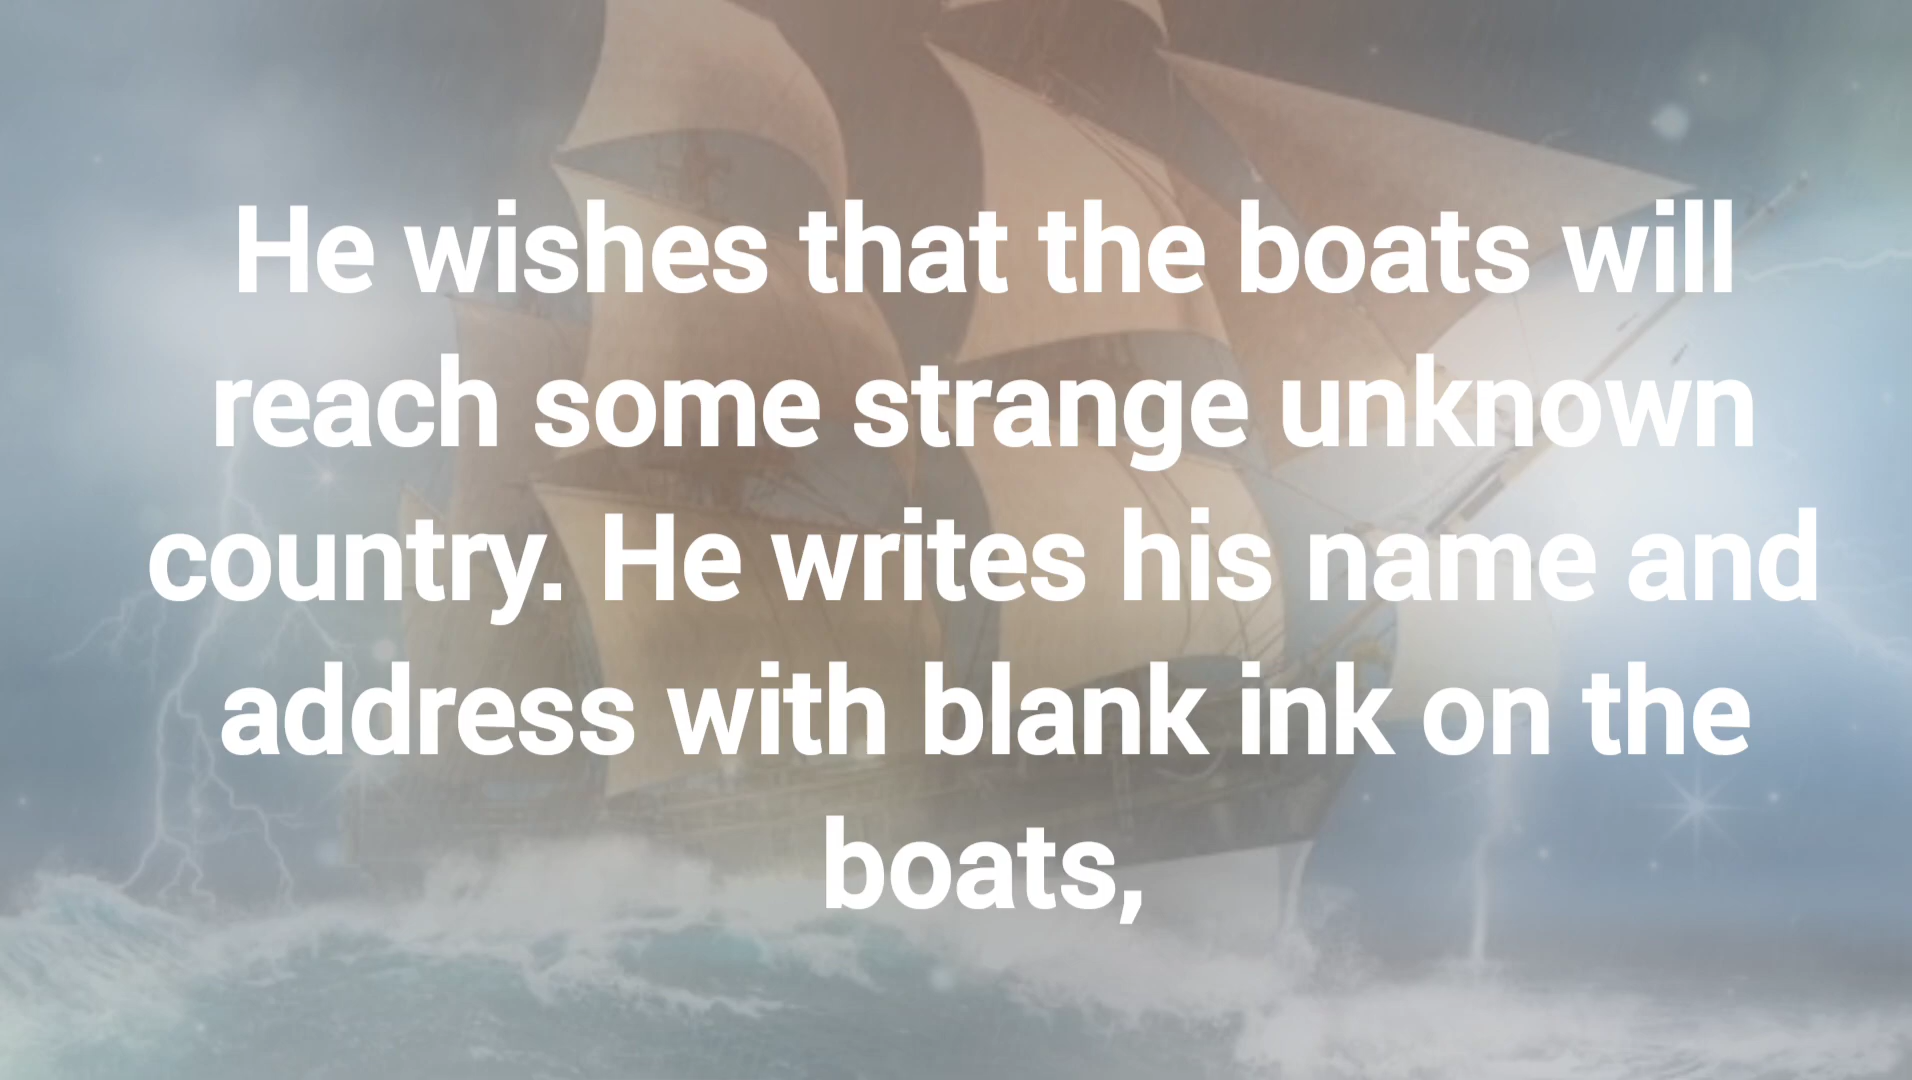 He wishes that the boats will
reach some strange unknown
country. He writes his name and
address with blank ink on the
boats,